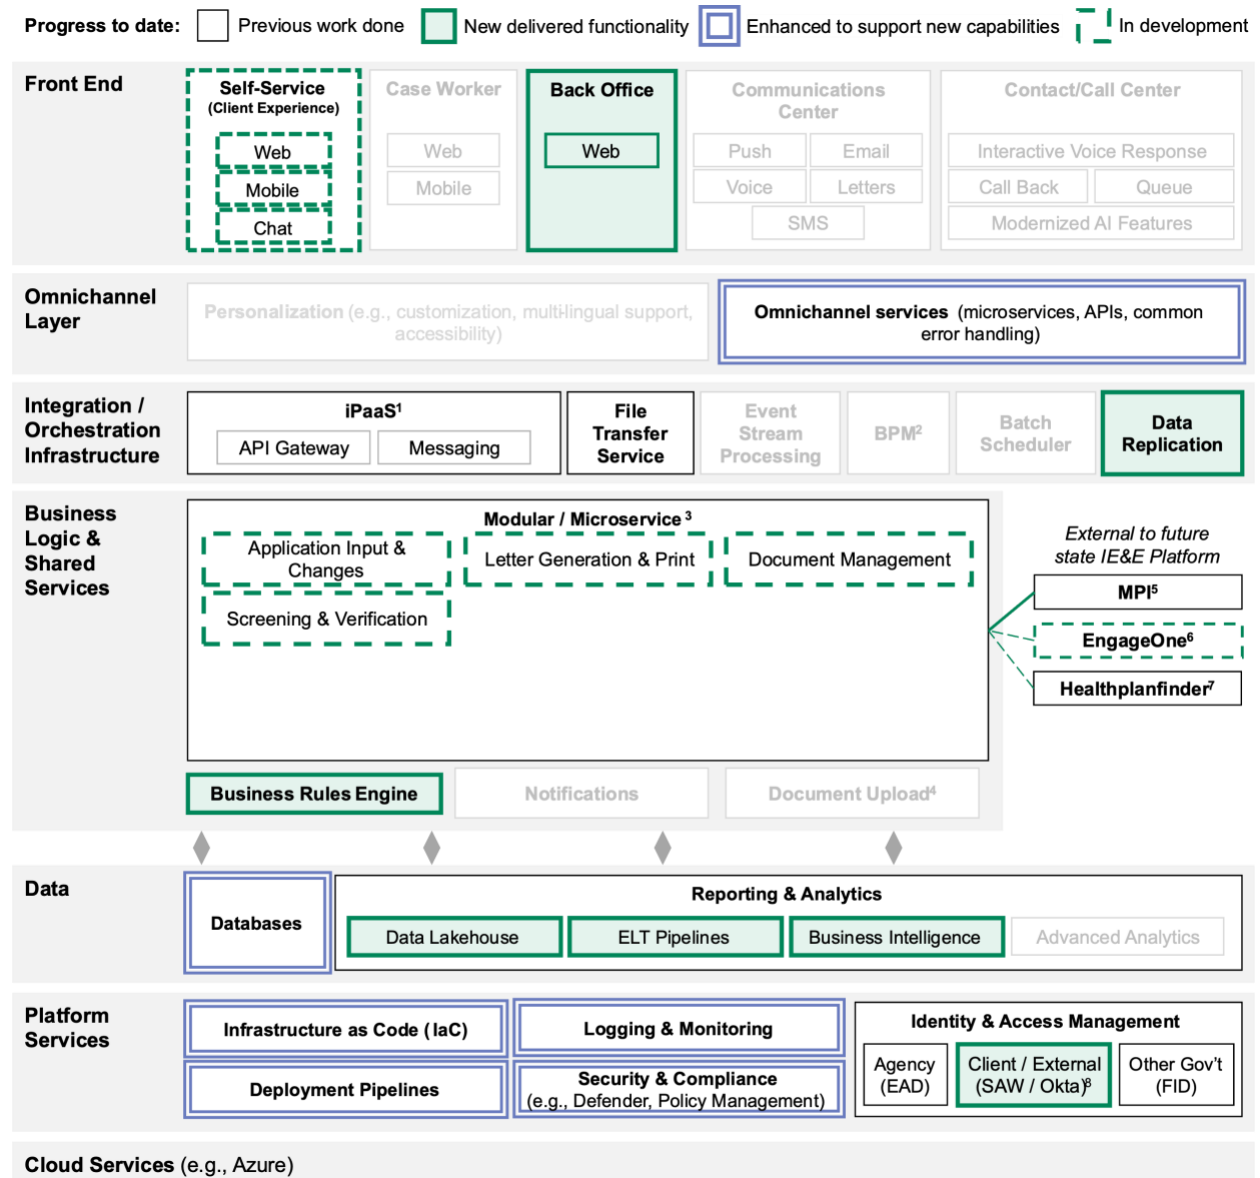 Progress to date: Previous work done New delivered functionality Enhanced to support new capabilities In development
Front End
Self-Service
(Client Experience)
Web
Mobile
Chat
Case Worker
Web
Mobile
Back Office
Web
Communications
Center
Push Email
Voice Letters
SMS
Contact/Call Center
Interactive Voice Response
Call Back Queue
Modernized AI Features
Omnichannel
Layer
Personalization (e.g., customization, multi-lingual support,
accessibility)
Omnichannel services (microservices, APIs, common
error handling)
Integration /
Orchestration
Infrastructure
iPaaS¹
API Gateway Messaging
File
Transfer
Service
Event
Stream
Processing
BPM²
Batch
Scheduler
Data
Replication
Business
Logic &
Shared
Services
Modular / Microservice ³
Application Input &
Changes
Letter Generation & Print
Document Management
Screening & Verification
External to future
state IE&E Platform
MPI⁵
EngageOne⁶
Healthplanfinder⁷
Business Rules Engine
Notifications
Document Upload⁴
Data
Databases
Reporting & Analytics
Data Lakehouse
ELT Pipelines
Business Intelligence
Advanced Analytics
Platform
Services
Infrastructure as Code (IaC)
Logging & Monitoring
Deployment Pipelines
Security & Compliance
(e.g., Defender, Policy Management)
Identity & Access Management
Agency
(EAD)
Client / External
(SAW / Okta)⁸
Other Gov't
(FID)
Cloud Services (e.g., Azure)